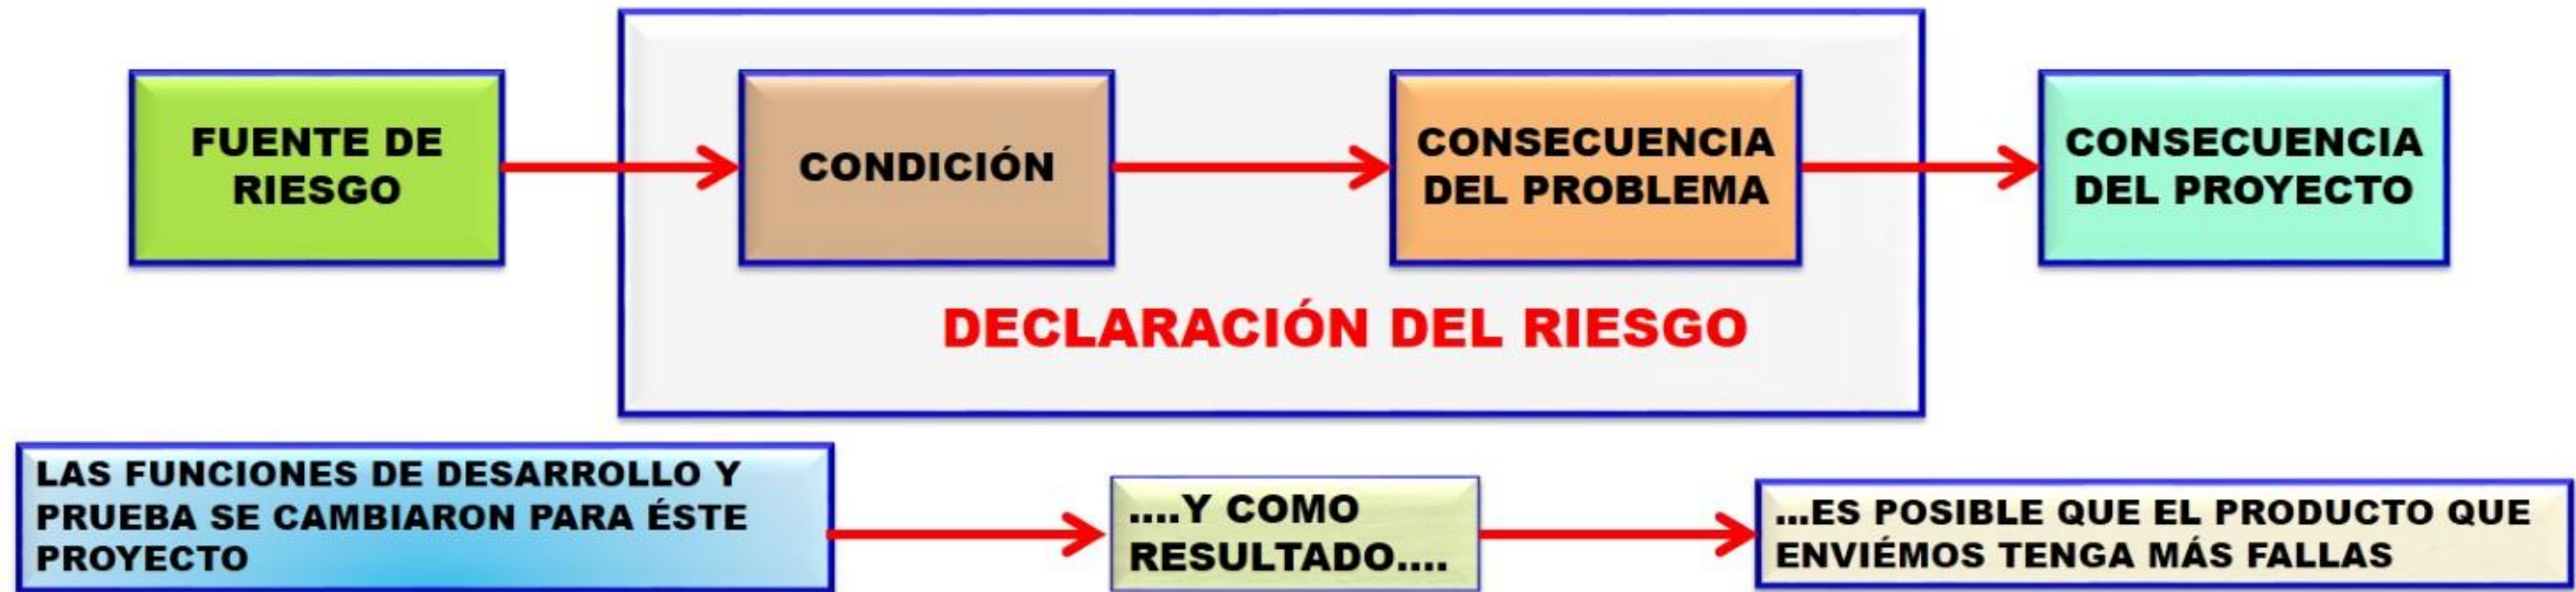 FUENTE DE
RIESGO
CONDICIÓN
CONSECUENCIA
DEL PROBLEMA
CONSECUENCIA
DEL PROYECTO
DECLARACIÓN DEL RIESGO
LAS FUNCIONES DE DESARROLLO Y
PRUEBA SE CAMBIARON PARA ÉSTE
PROYECTO
....Y COMO
RESULTADO....
...ES POSIBLE QUE EL PRODUCTO QUE
ENVIÉMOS TENGA MÁS FALLAS